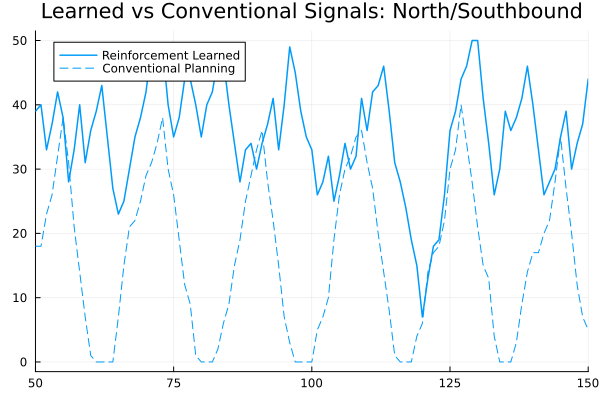 Learned vs Conventional Signals: North/Southbound
Reinforcement Learned
Conventional Planning
50
40
30
20
10
0
50 75 100 125 150